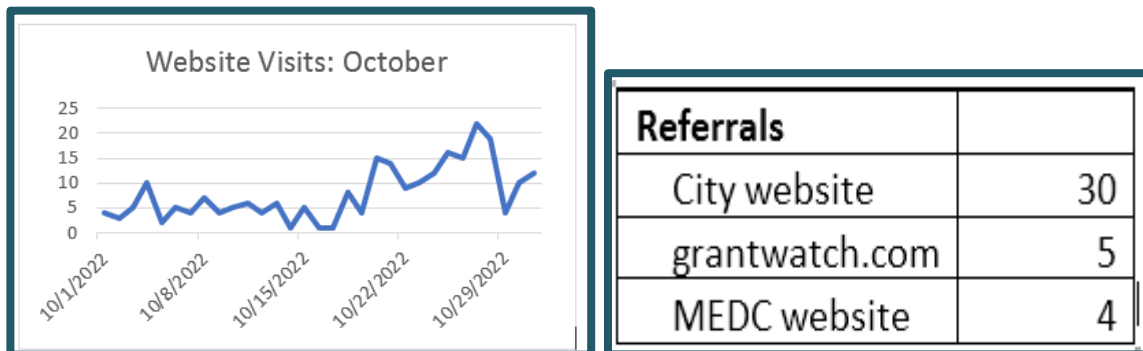 Website Visits: October
25
20
15
10
5
0
10/1/2022
10/8/2022
10/15/2022
10/22/2022
10/29/2022
Referrals
City website 30
grantwatch.com 5
MEDC website 4